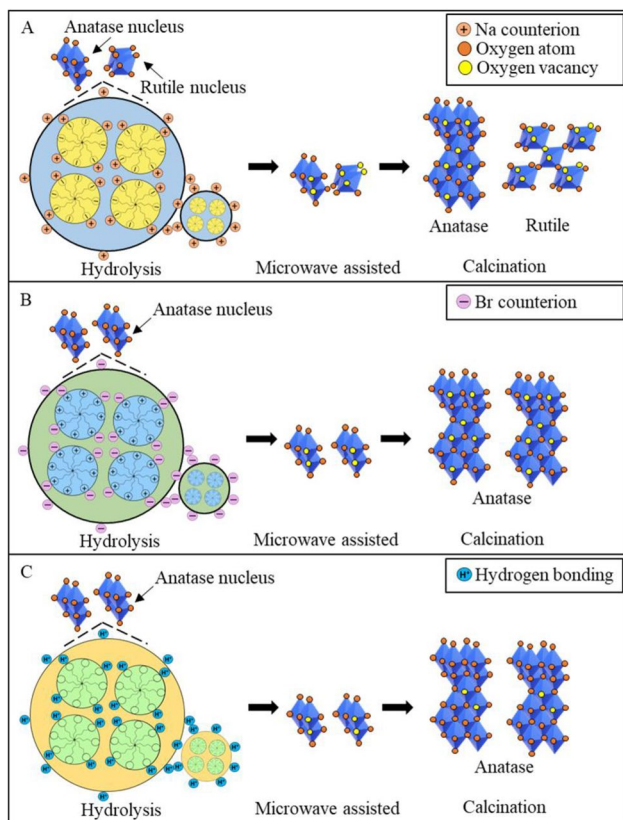 A
Anatase nucleus
Rutile nucleus
+ Na counterion
Oxygen atom
Oxygen vacancy
Anatase
Rutile
Hydrolysis
Microwave assisted
Calcination
B
Anatase nucleus
− Br counterion
Anatase
Hydrolysis
Microwave assisted
Calcination
C
Anatase nucleus
H⁺ Hydrogen bonding
Anatase
Hydrolysis
Microwave assisted
Calcination